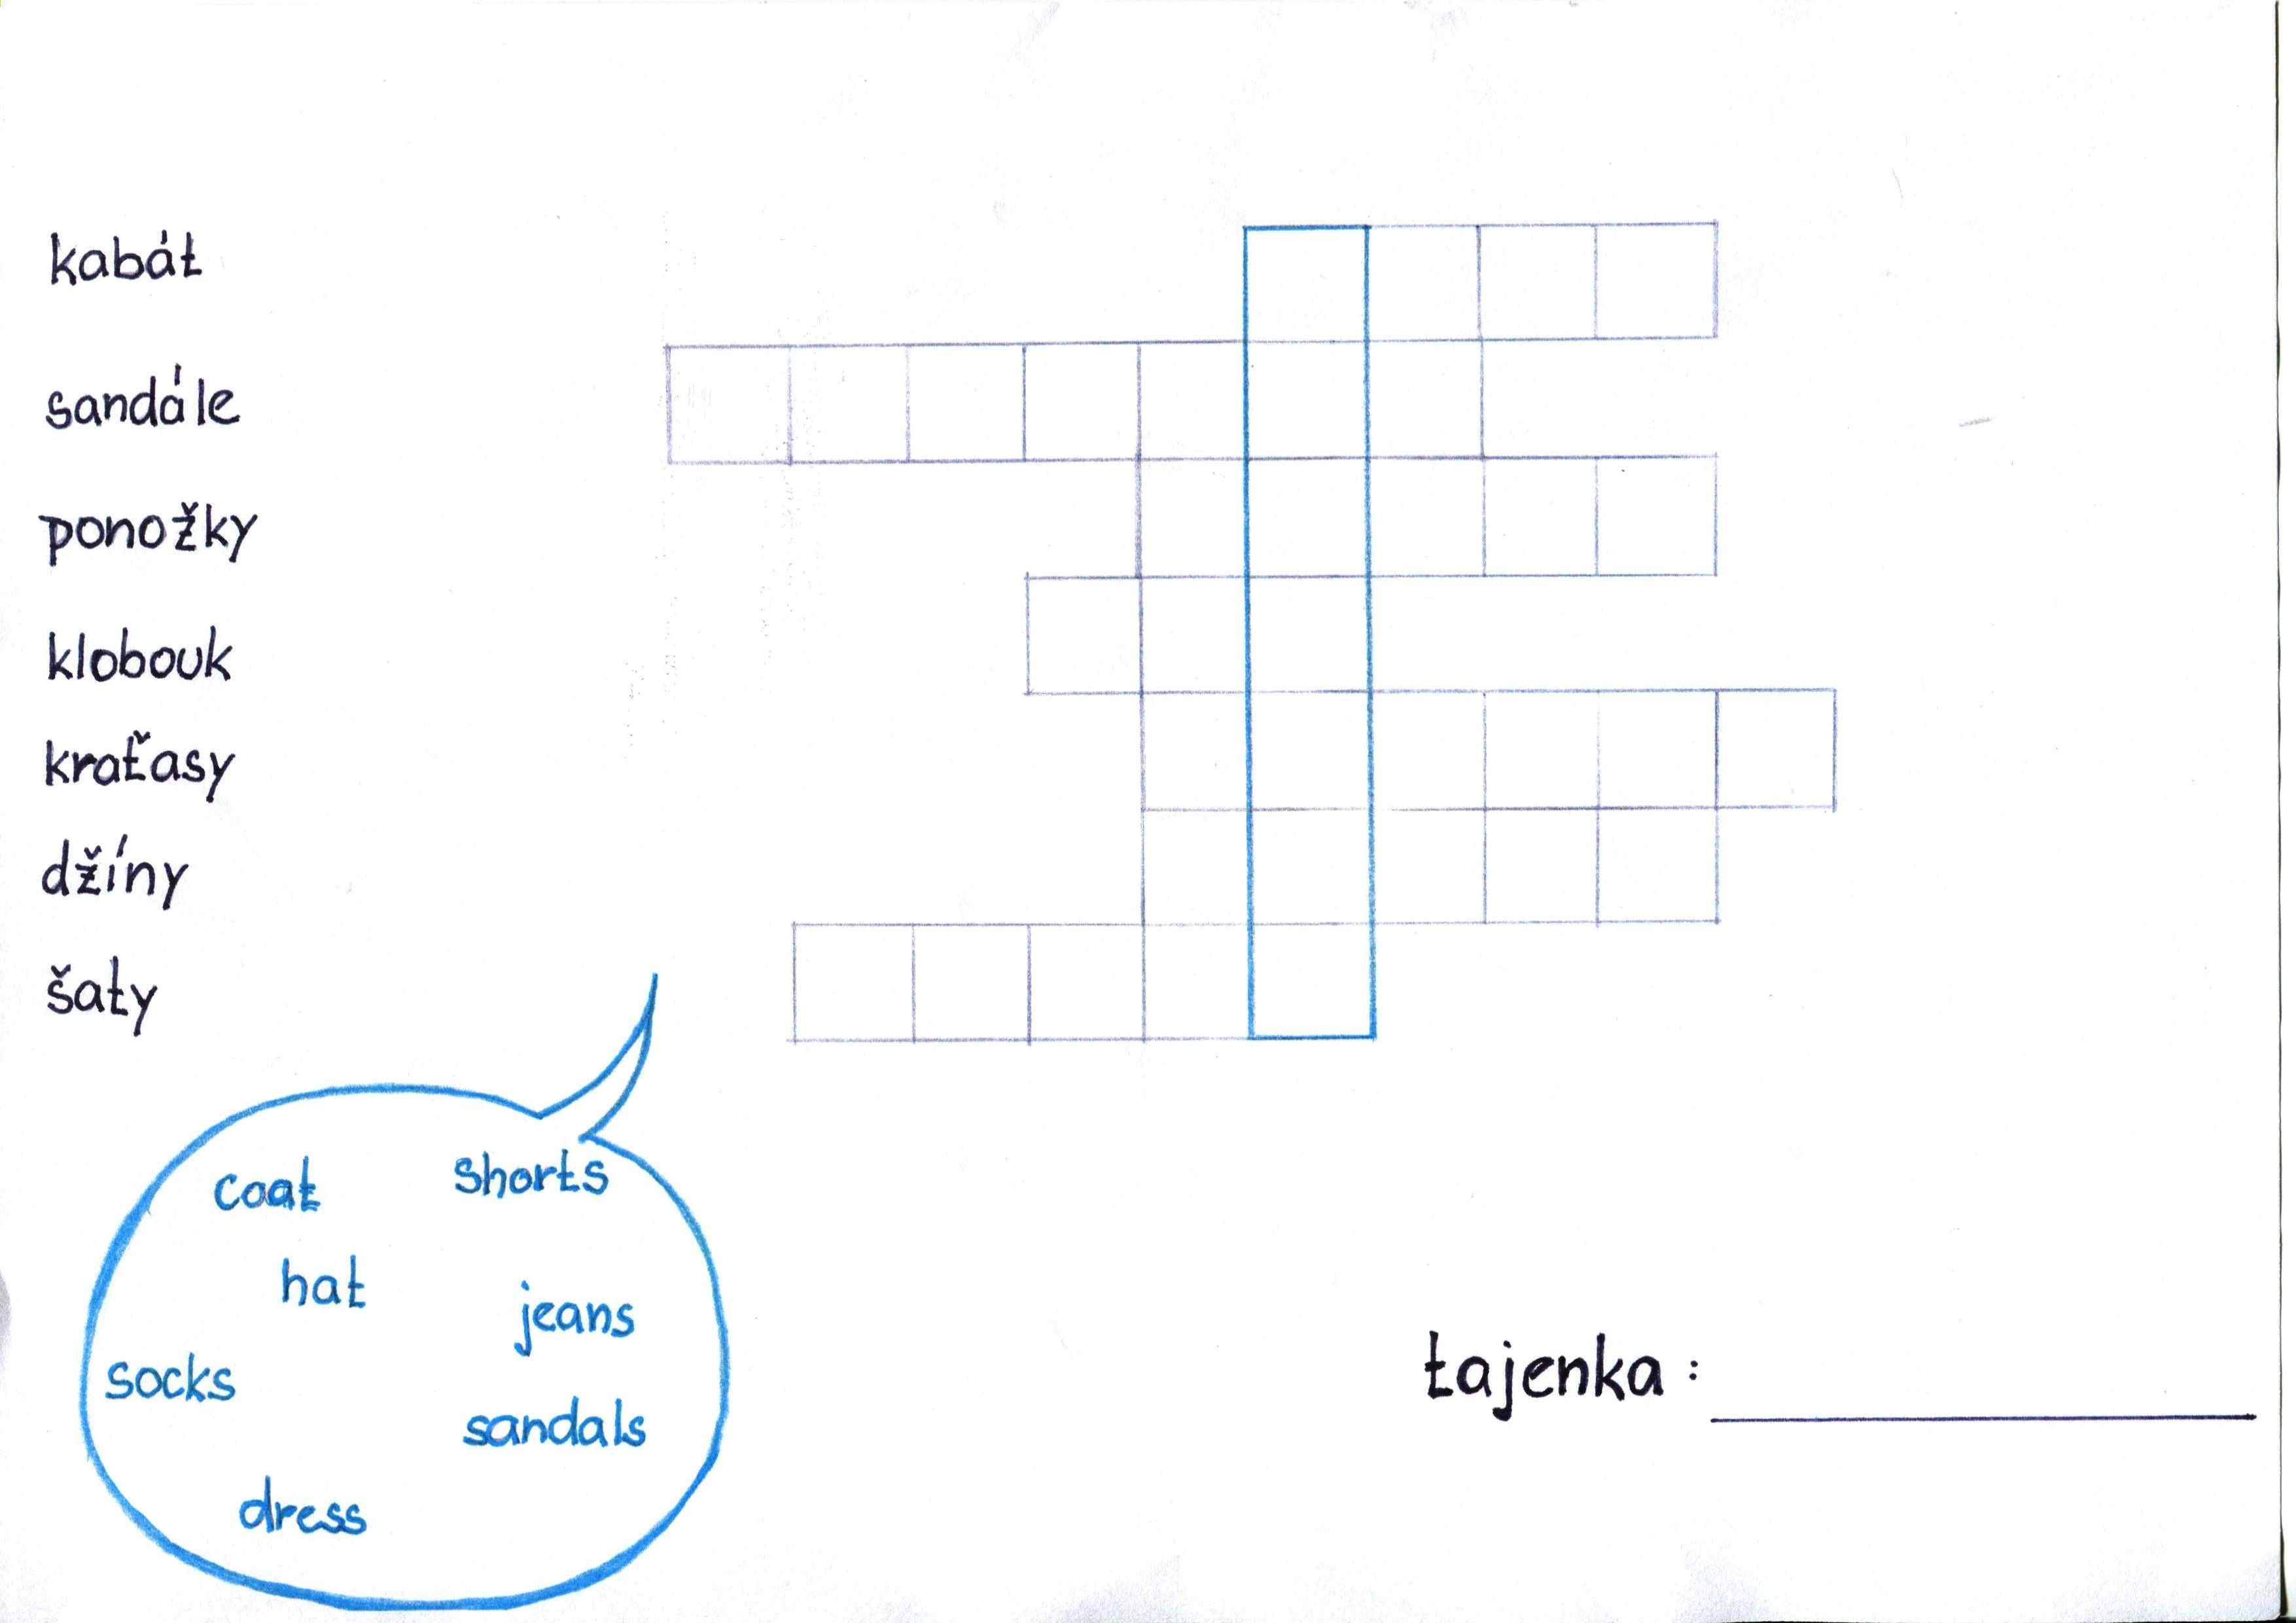 kabát
sandále
ponožky
klobouk
kraťasy
džíny
šaty
coat shorts
hat
jeans
socks
sandals
dress
tajenka :